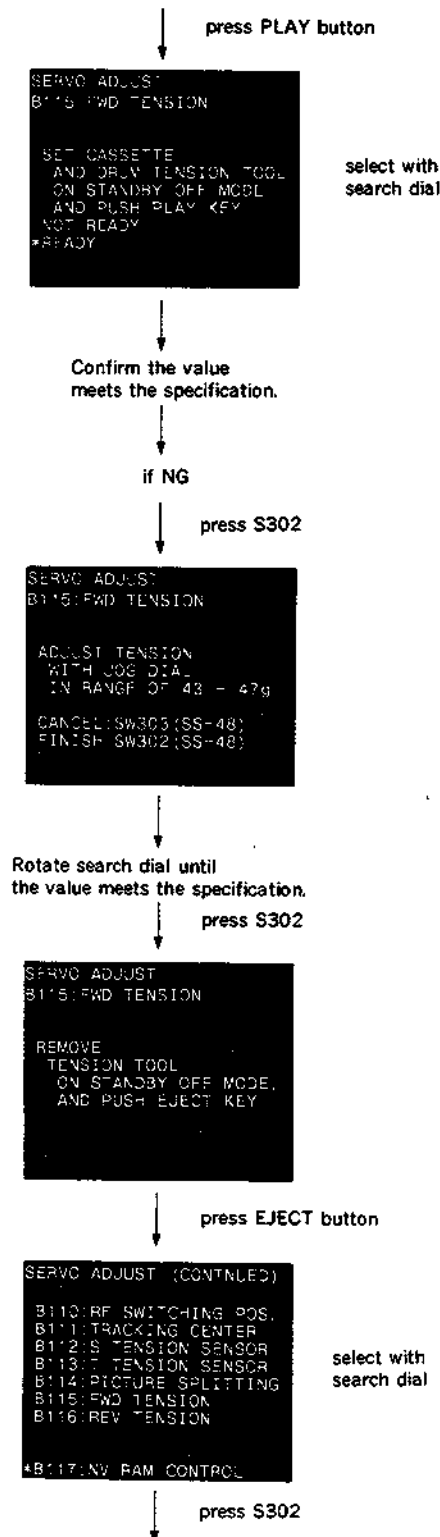 press PLAY button
SERVO ADJUST
B115:FWD TENSION
SET CASSETTE
AND DRUM TENSION TOOL
ON STANDBY OFF MODE
AND PUSH PLAY KEY
NOT READY
*READY
select with
search dial
Confirm the value
meets the specification.
if NG
press S302
SERVO ADJUST
B115:FWD TENSION
ADJUST TENSION
WITH JOG DIAL
IN RANGE OF 43 - 47g
CANCEL:SW303(SS-48)
FINISH SW302(SS-48)
Rotate search dial until
the value meets the specification.
press S302
SERVO ADJUST
B115:FWD TENSION
REMOVE
TENSION TOOL
ON STANDBY OFF MODE.
AND PUSH EJECT KEY
press EJECT button
SERVO ADJUST (CONTNUED)
B110:RF SWITCHING POS.
B111:TRACKING CENTER
B112:S TENSION SENSOR
B113:T TENSION SENSOR
B114:PICTURE SPLITTING
B115:FWD TENSION
B116:REV TENSION
*B117:NV RAM CONTROL
select with
search dial
press S302